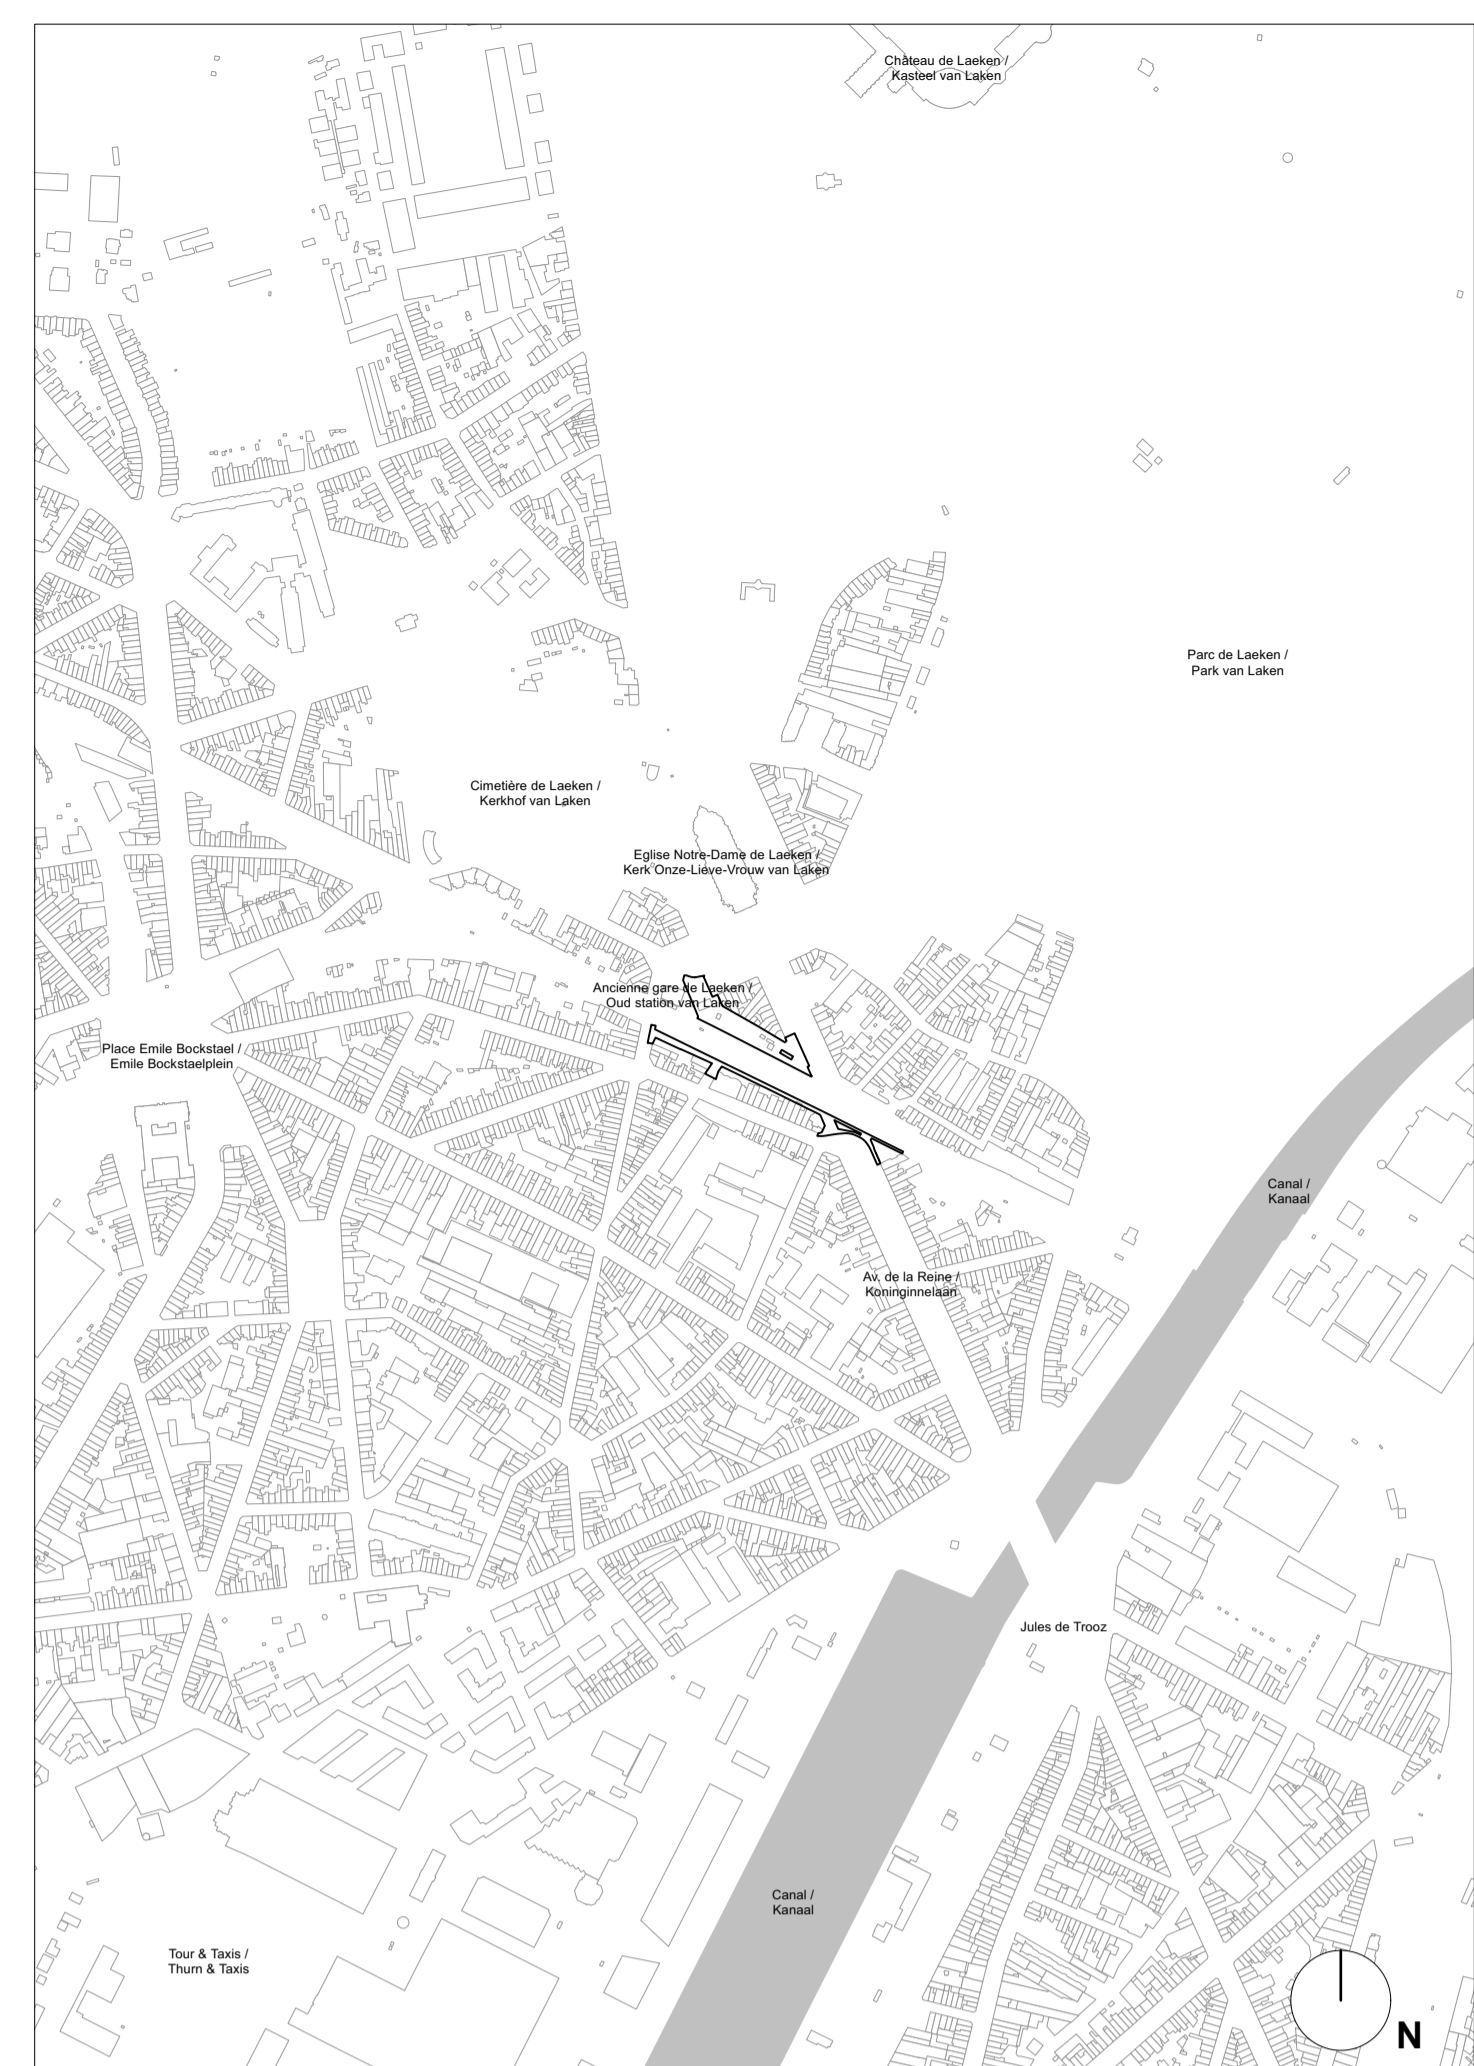 Château de Laeken /
Kasteel van Laken
Parc de Laeken /
Park van Laken
Cimetière de Laeken /
Kerkhof van Laken
Eglise Notre-Dame de Laeken /
Kerk Onze-Lieve-Vrouw van Laken
Ancienne gare de Laeken /
Oud station van Laken
Place Emile Bockstael /
Emile Bockstaelplein
Canal /
Kanaal
Av. de la Reine /
Koninginnelaan
Jules de Trooz
Canal /
Kanaal
Tour & Taxis /
Thurn & Taxis
N